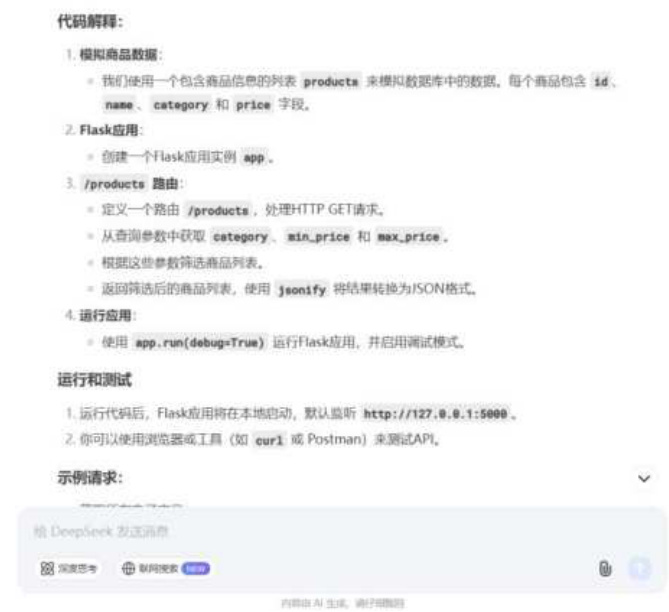 代码解释：
1. 模拟商品数据：
我们使用一个包含商品信息的列表 products 来模拟数据库中的数据。每个商品包含 id、
name、category 和 price 字段。
2. Flask应用：
创建一个Flask应用实例 app。
3. /products 路由：
定义一个路由 /products，处理HTTP GET请求。
从查询参数中获取 category、min_price 和 max_price。
根据这些参数筛选商品列表。
返回筛选后的商品列表，使用 jsonify 将结果转换为JSON格式。
4. 运行应用：
使用 app.run(debug=True) 运行Flask应用，并启用调试模式。
运行和测试
1. 运行代码后，Flask应用将在本地启动，默认监听 http://127.0.0.1:5000。
2. 你可以使用浏览器或工具（如 curl 或 Postman）来测试API。
示例请求：
给 DeepSeek 发送消息
深度思考 联网搜索 NEW
内容由 AI 生成，请仔细甄别